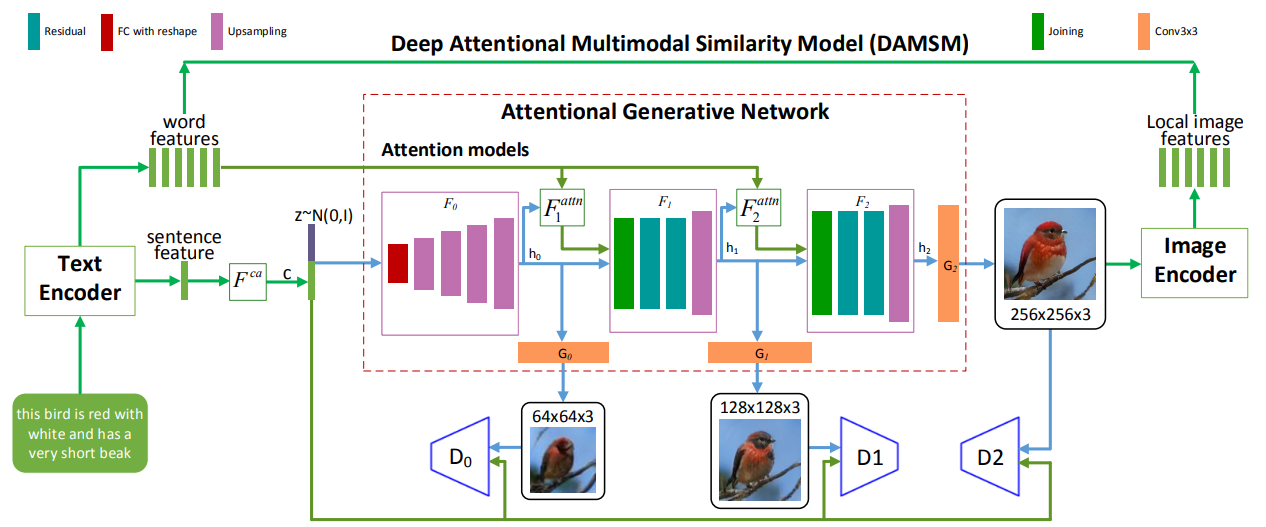 Residual
FC with reshape
Upsampling
Joining
Conv3x3
Deep Attentional Multimodal Similarity Model (DAMSM)
Attentional Generative Network
word
features
Local image
features
Attention models
z~N(0,I)
F₀
F₁ᵃᵗᵗⁿ
F₁
F₂ᵃᵗᵗⁿ
F₂
sentence
feature
Text
Encoder
Fᶜᵃ
c
h₀
h₁
h₂
G₂
Image
Encoder
256x256x3
G₀
G₁
this bird is red with
white and has a
very short beak
64x64x3
128x128x3
D₀
D1
D2